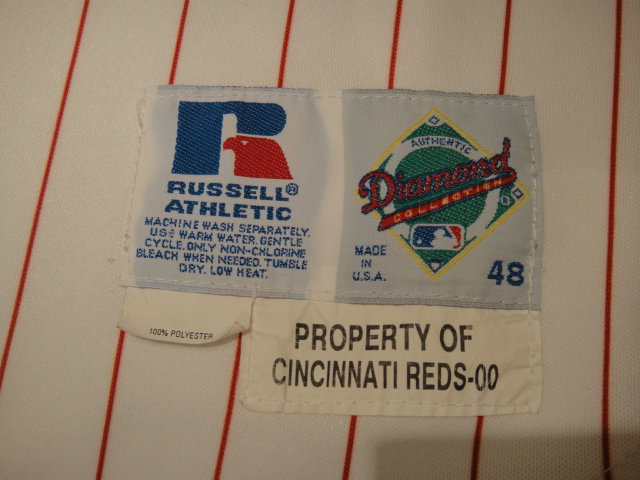 RUSSELL®
ATHLETIC
MACHINE WASH SEPARATELY.
USE WARM WATER, GENTLE
CYCLE. ONLY NON-CHLORINE
BLEACH WHEN NEEDED. TUMBLE
DRY. LOW HEAT.
AUTHENTIC
Diamond
COLLECTION
MADE
IN
U.S.A.
48
100% POLYESTER
PROPERTY OF
CINCINNATI REDS-00